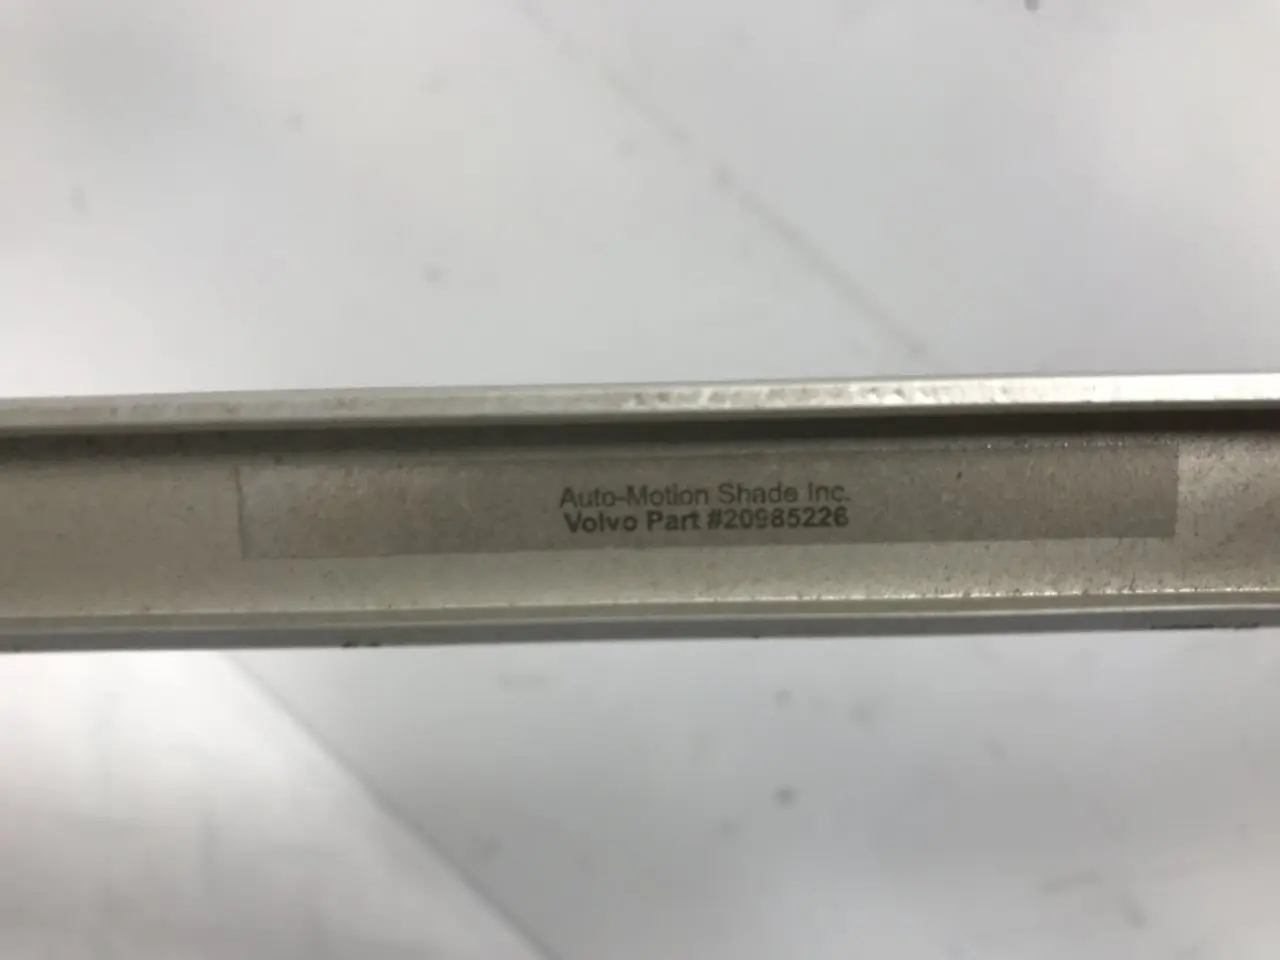 Auto-Motion Shade Inc.
Volvo Part #20985226